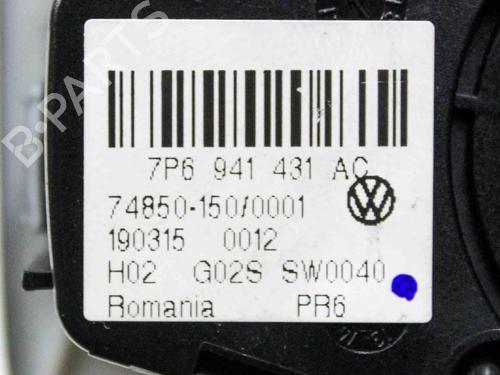 B-PARTS
7P6 941 431 AC
74850-150/0001
190315 0012
H02 G02S SW0040
Romania PR6